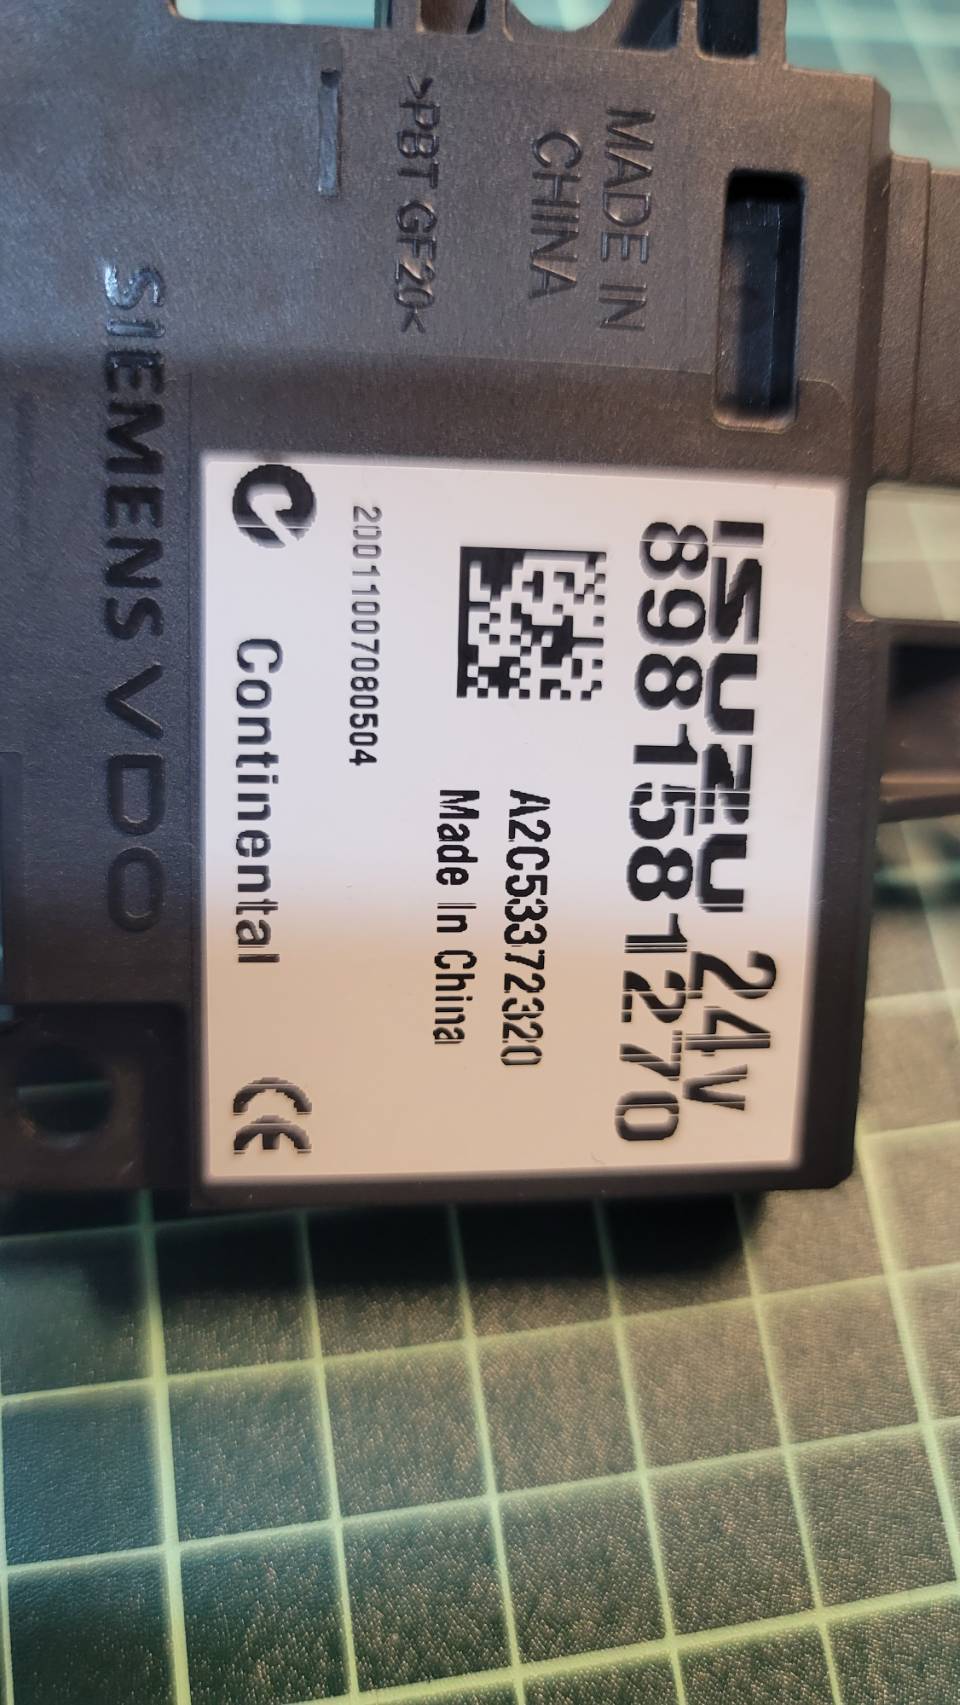 MADE IN
CHINA
>PBT GF20<
SIEMENS VDO
ISUZU 24V
8981581270
A2C53372320
Made In China
20011007080504
Continental
CE